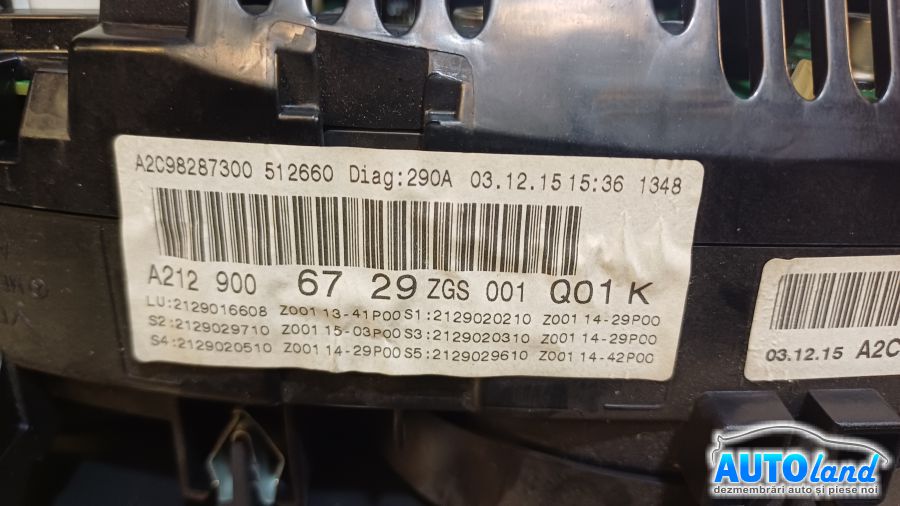 A2C98287300 512660 Diag:290A 03.12.15 15:36 1348
A212 900 67 29 ZGS 001 Q01 K
LU:2129016608 Z001 13-41P00 S1:2129020210 Z001 14-29P00
S2:2129029710 Z001 15-03P00 S3:2129020310 Z001 14-29P00
S4:2129020510 Z001 14-29P00 S5:2129029610 Z001 14-42P00
03.12.15 A2C
AUTOland
dezmembrări auto și piese noi